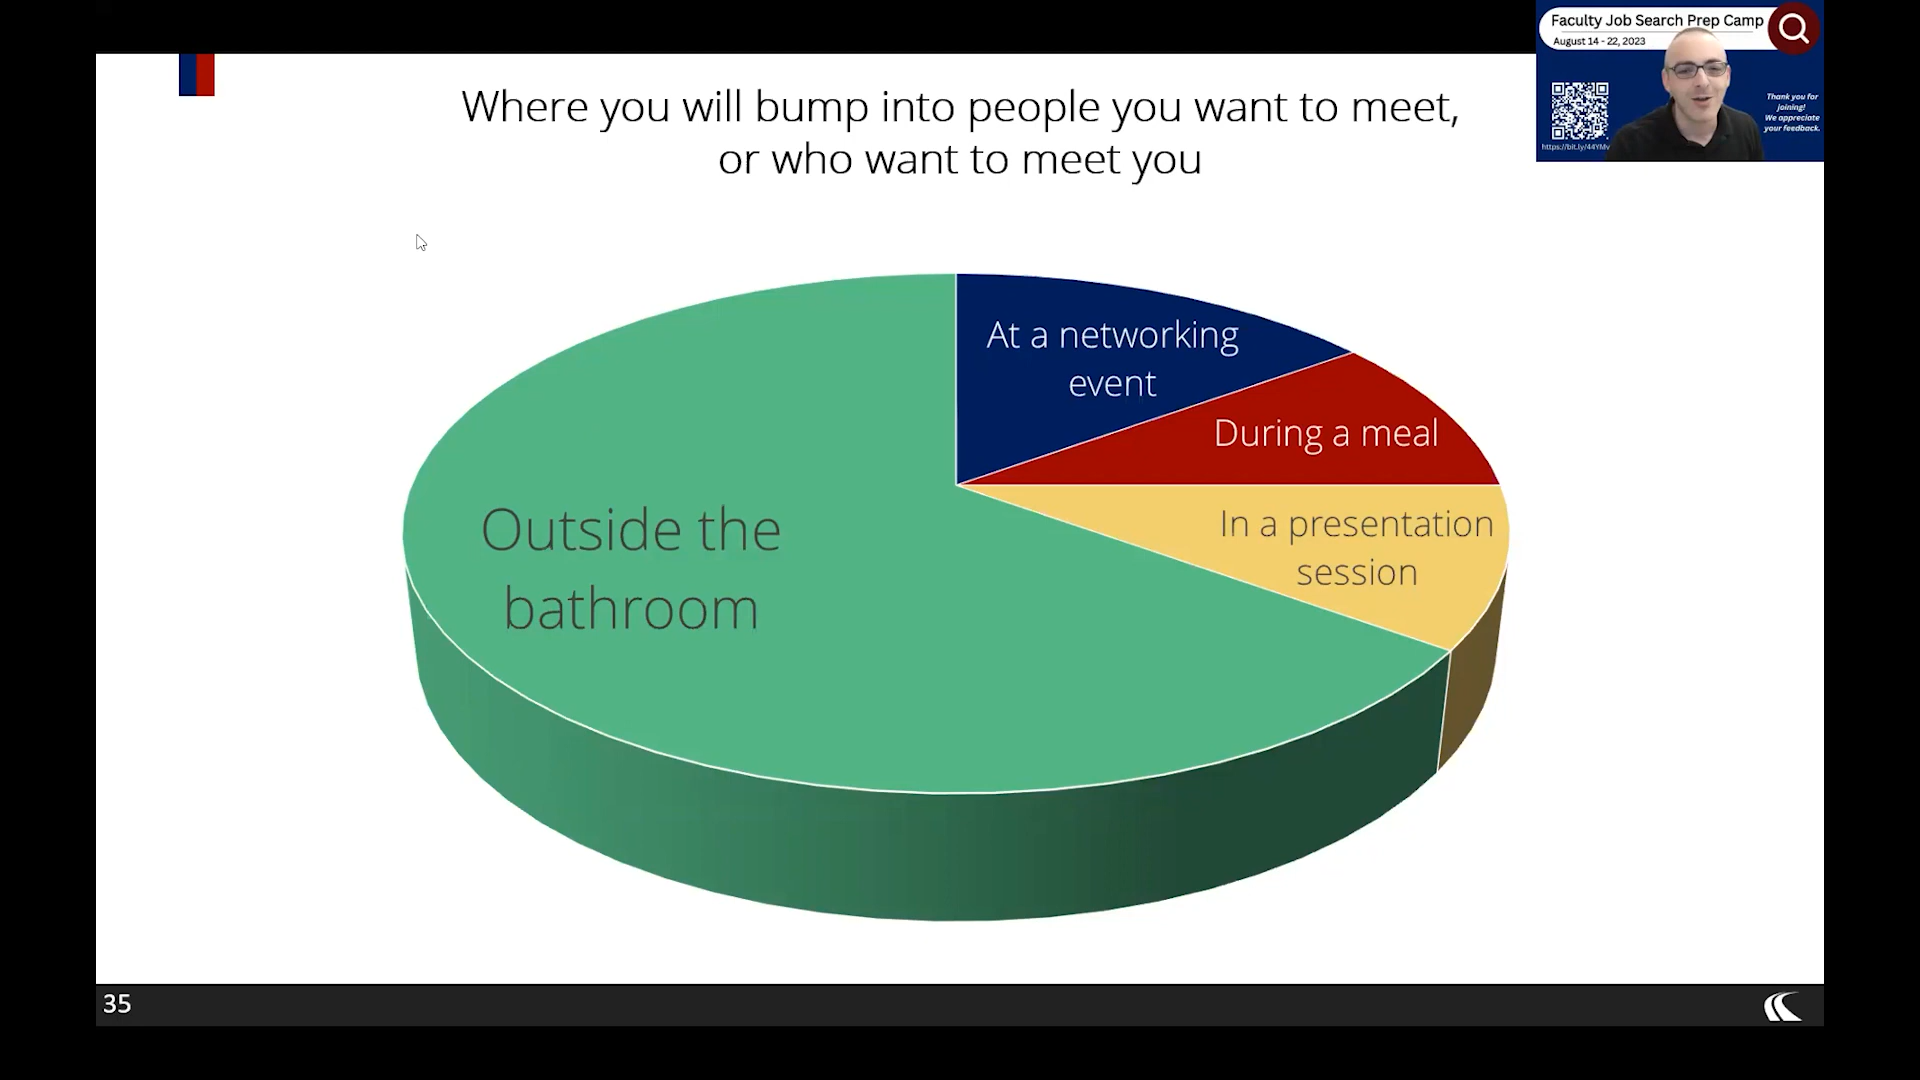 Faculty Job Search Prep Camp
August 14 - 22, 2023
Thank you for
joining!
We appreciate
your feedback.
Where you will bump into people you want to meet,
or who want to meet you
At a networking
event
During a meal
In a presentation
session
Outside the
bathroom
35